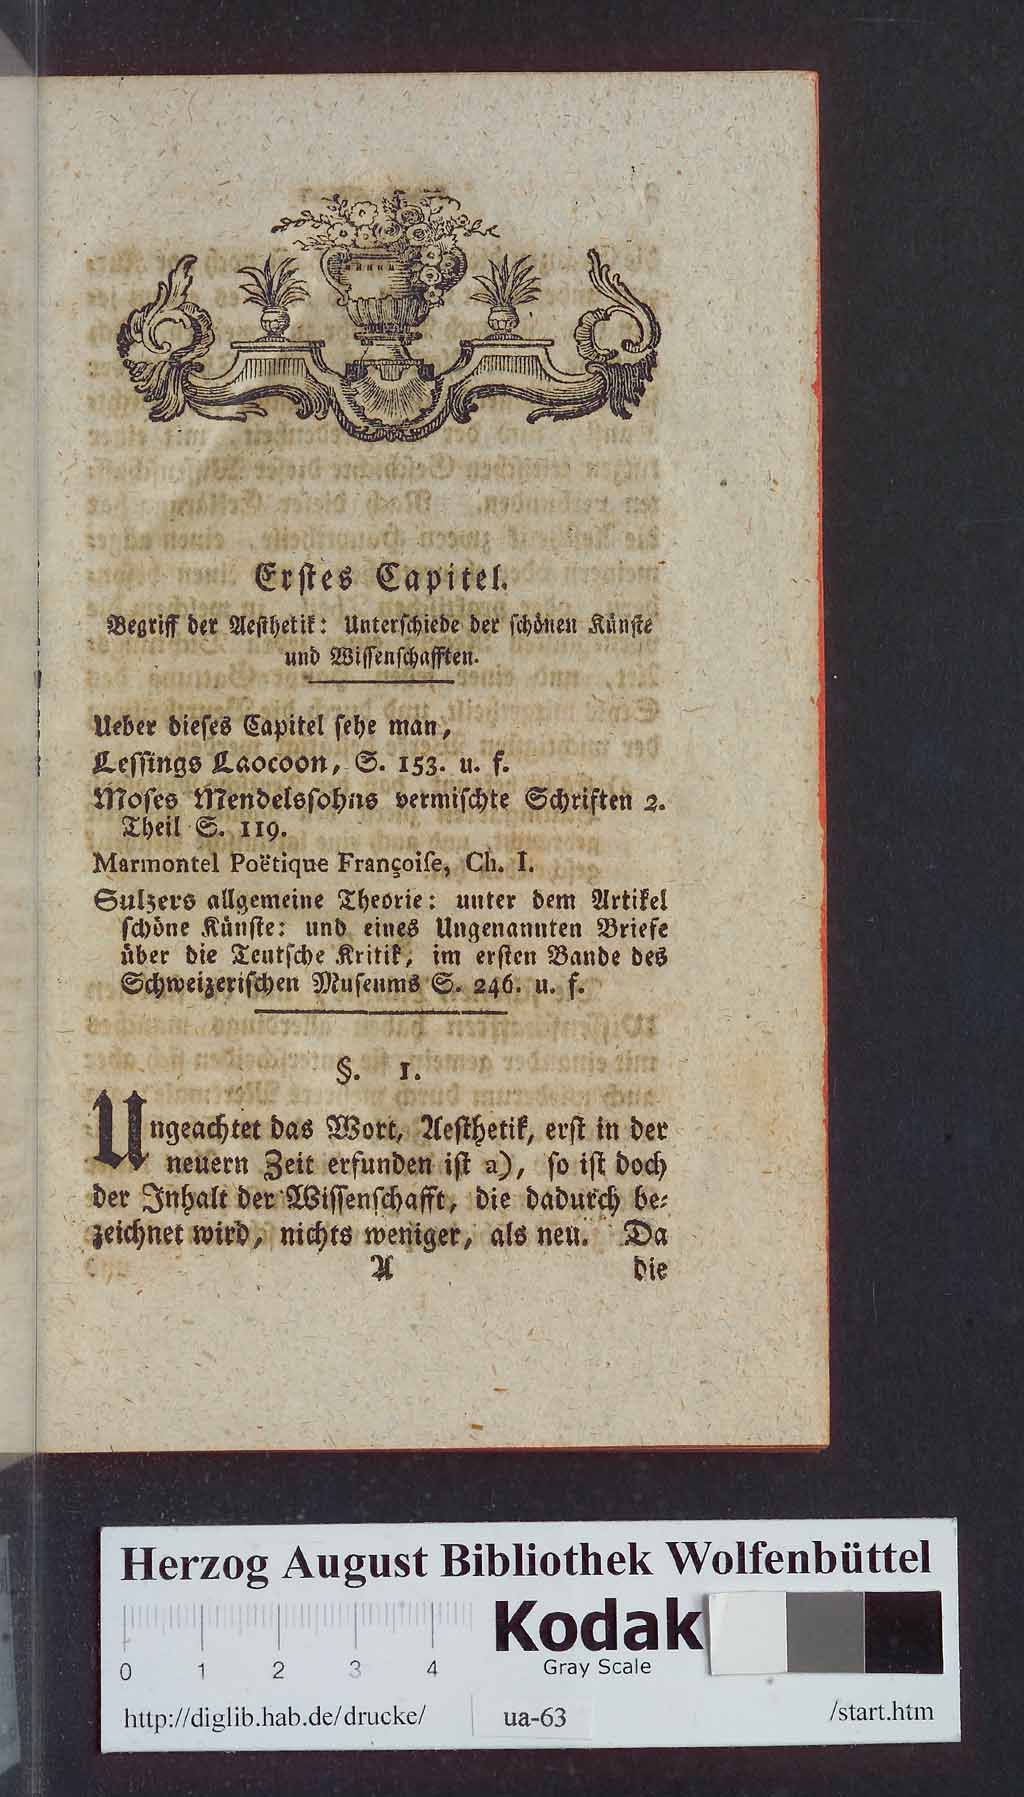 Erſtes Capitel.
Begriff der Aeſthetik: Unterſchiede der ſchönen Künſte
und Wiſſenſchafften.
Ueber dieſes Capitel ſehe man,
Leſſings Laocoon, S. 153. u. f.
Moſes Mendelsſohns vermiſchte Schriften 2.
Theil S. 119.
Marmontel Poëtique Françoiſe, Ch. I.
Sulzers allgemeine Theorie: unter dem Artikel
ſchöne Künſte: und eines Ungenannten Briefe
über die Teutſche Kritik, im erſten Bande des
Schweizeriſchen Muſeums S. 246. u. f.
§. 1.
Ungeachtet das Wort, Aeſthetik, erſt in der
neuern Zeit erfunden iſt a), ſo iſt doch
der Inhalt der Wiſſenſchafft, die dadurch be-
zeichnet wird, nichts weniger, als neu. Da
A die
Herzog August Bibliothek Wolfenbüttel
Kodak
Gray Scale
0 1 2 3 4
http://diglib.hab.de/drucke/ ua-63 /start.htm